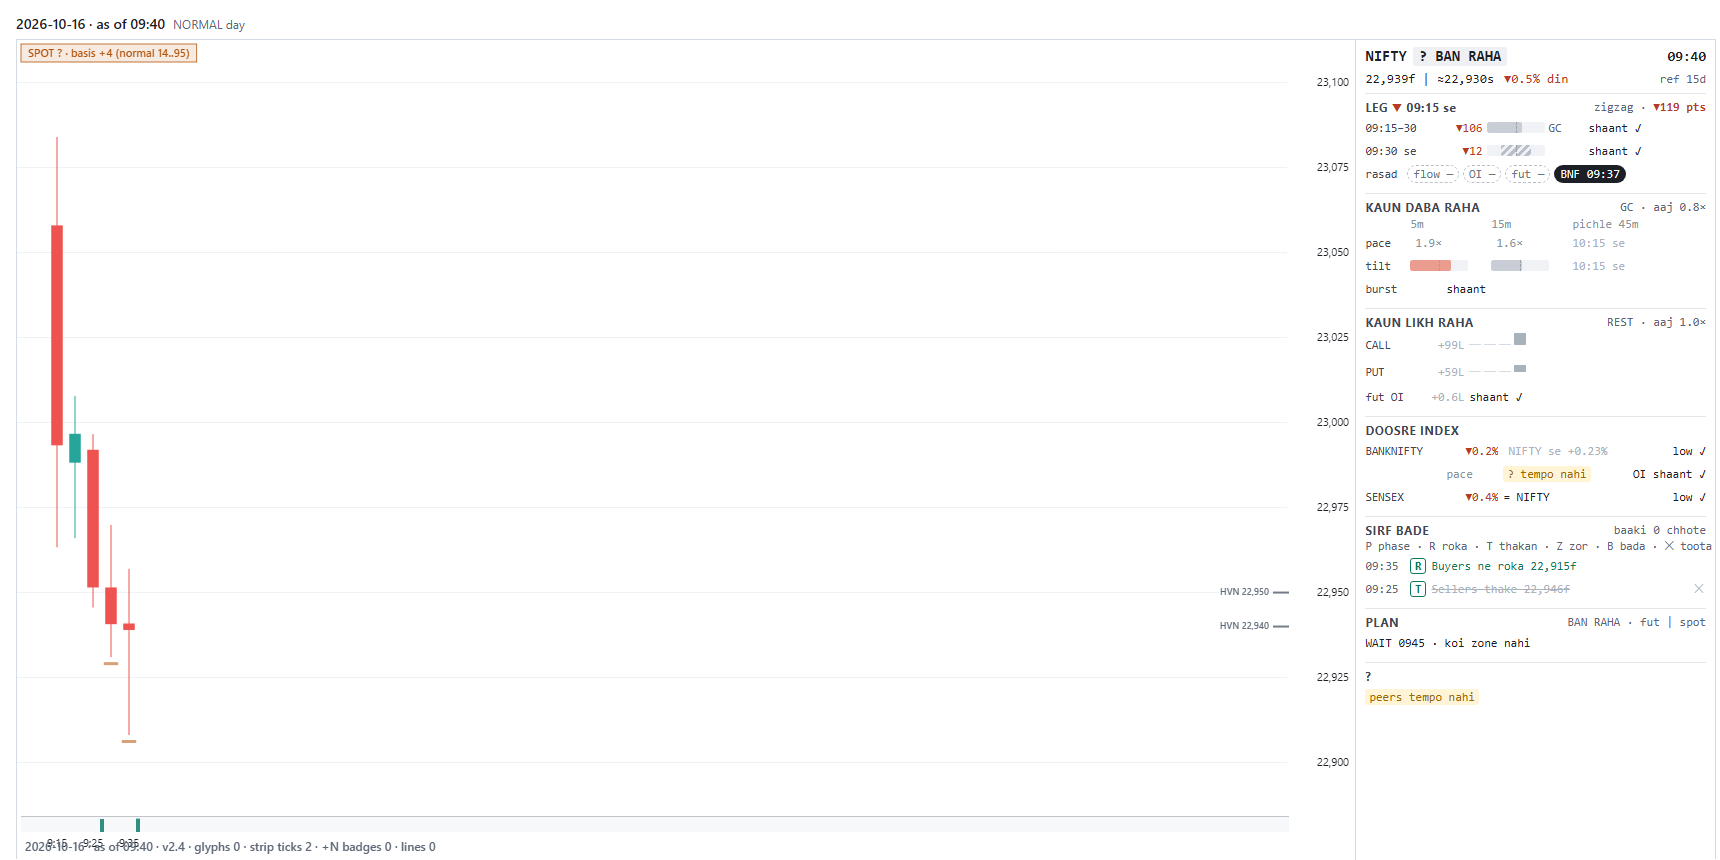 2026-10-16 · as of 09:40 NORMAL day
SPOT ? · basis +4 (normal 14..95)
23,100
23,075
23,050
23,025
23,000
22,975
HVN 22,950 22,950
HVN 22,940
22,925
22,900
9:15 9:25 9:35
2026-10-16 · as of 09:40 · v2.4 · glyphs 0 · strip ticks 2 · +N badges 0 · lines 0
NIFTY ? BAN RAHA 09:40
22,939f | ≈22,930s ▼0.5% din ref 15d
LEG ▼ 09:15 se zigzag · ▼119 pts
09:15–30 ▼106 GC shaant ✓
09:30 se ▼12 shaant ✓
rasad flow — OI — fut — BNF 09:37
KAUN DABA RAHA GC · aaj 0.8×
5m 15m pichle 45m
pace 1.9× 1.6× 10:15 se
tilt 10:15 se
burst shaant
KAUN LIKH RAHA REST · aaj 1.0×
CALL +99L
PUT +59L
fut OI +0.6L shaant ✓
DOOSRE INDEX
BANKNIFTY ▼0.2% NIFTY se +0.23% low ✓
pace ? tempo nahi OI shaant ✓
SENSEX ▼0.4% = NIFTY low ✓
SIRF BADE baaki 0 chhote
P phase · R roka · T thakan · Z zor · B bada · ✕ toota
09:35 R Buyers ne roka 22,915f
09:25 T Sellers thake 22,946f ✕
PLAN BAN RAHA · fut | spot
WAIT 0945 · koi zone nahi
?
peers tempo nahi